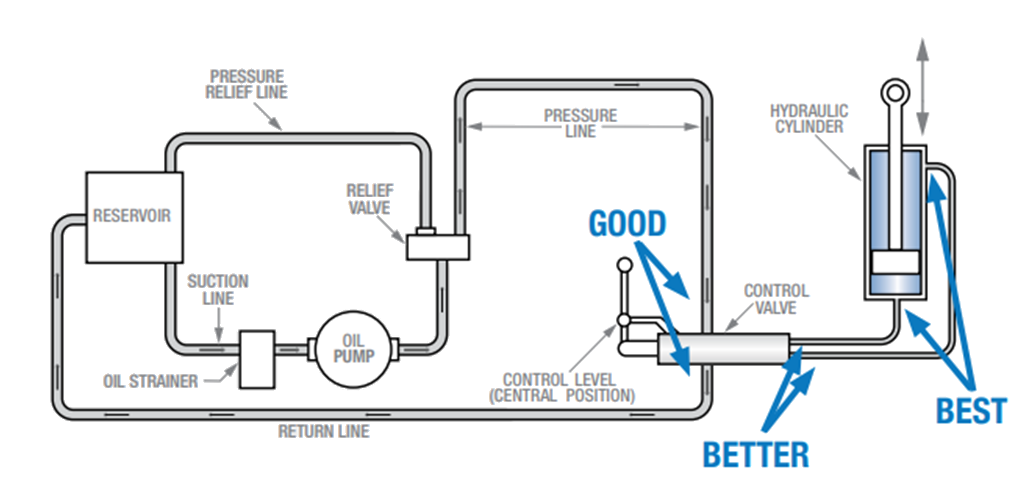 PRESSURE
RELIEF LINE
PRESSURE
LINE
HYDRAULIC
CYLINDER
RELIEF
VALVE
RESERVOIR
GOOD
SUCTION
LINE
CONTROL
VALVE
OIL
PUMP
OIL STRAINER
CONTROL LEVEL
(CENTRAL POSITION)
BEST
RETURN LINE
BETTER